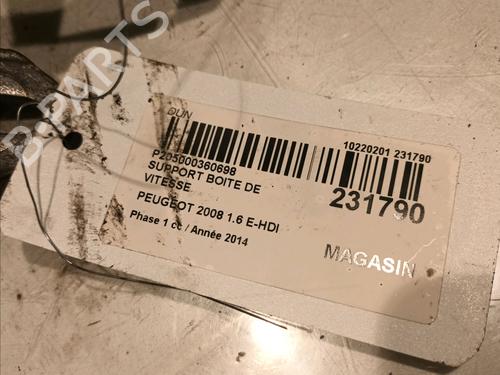 B-PARTS
DUN
10220201 231790
P205000360698
SUPPORT BOITE DE
VITESSE
231790
PEUGEOT 2008 1.6 E-HDI
Phase 1 cc / Année 2014
MAGASIN